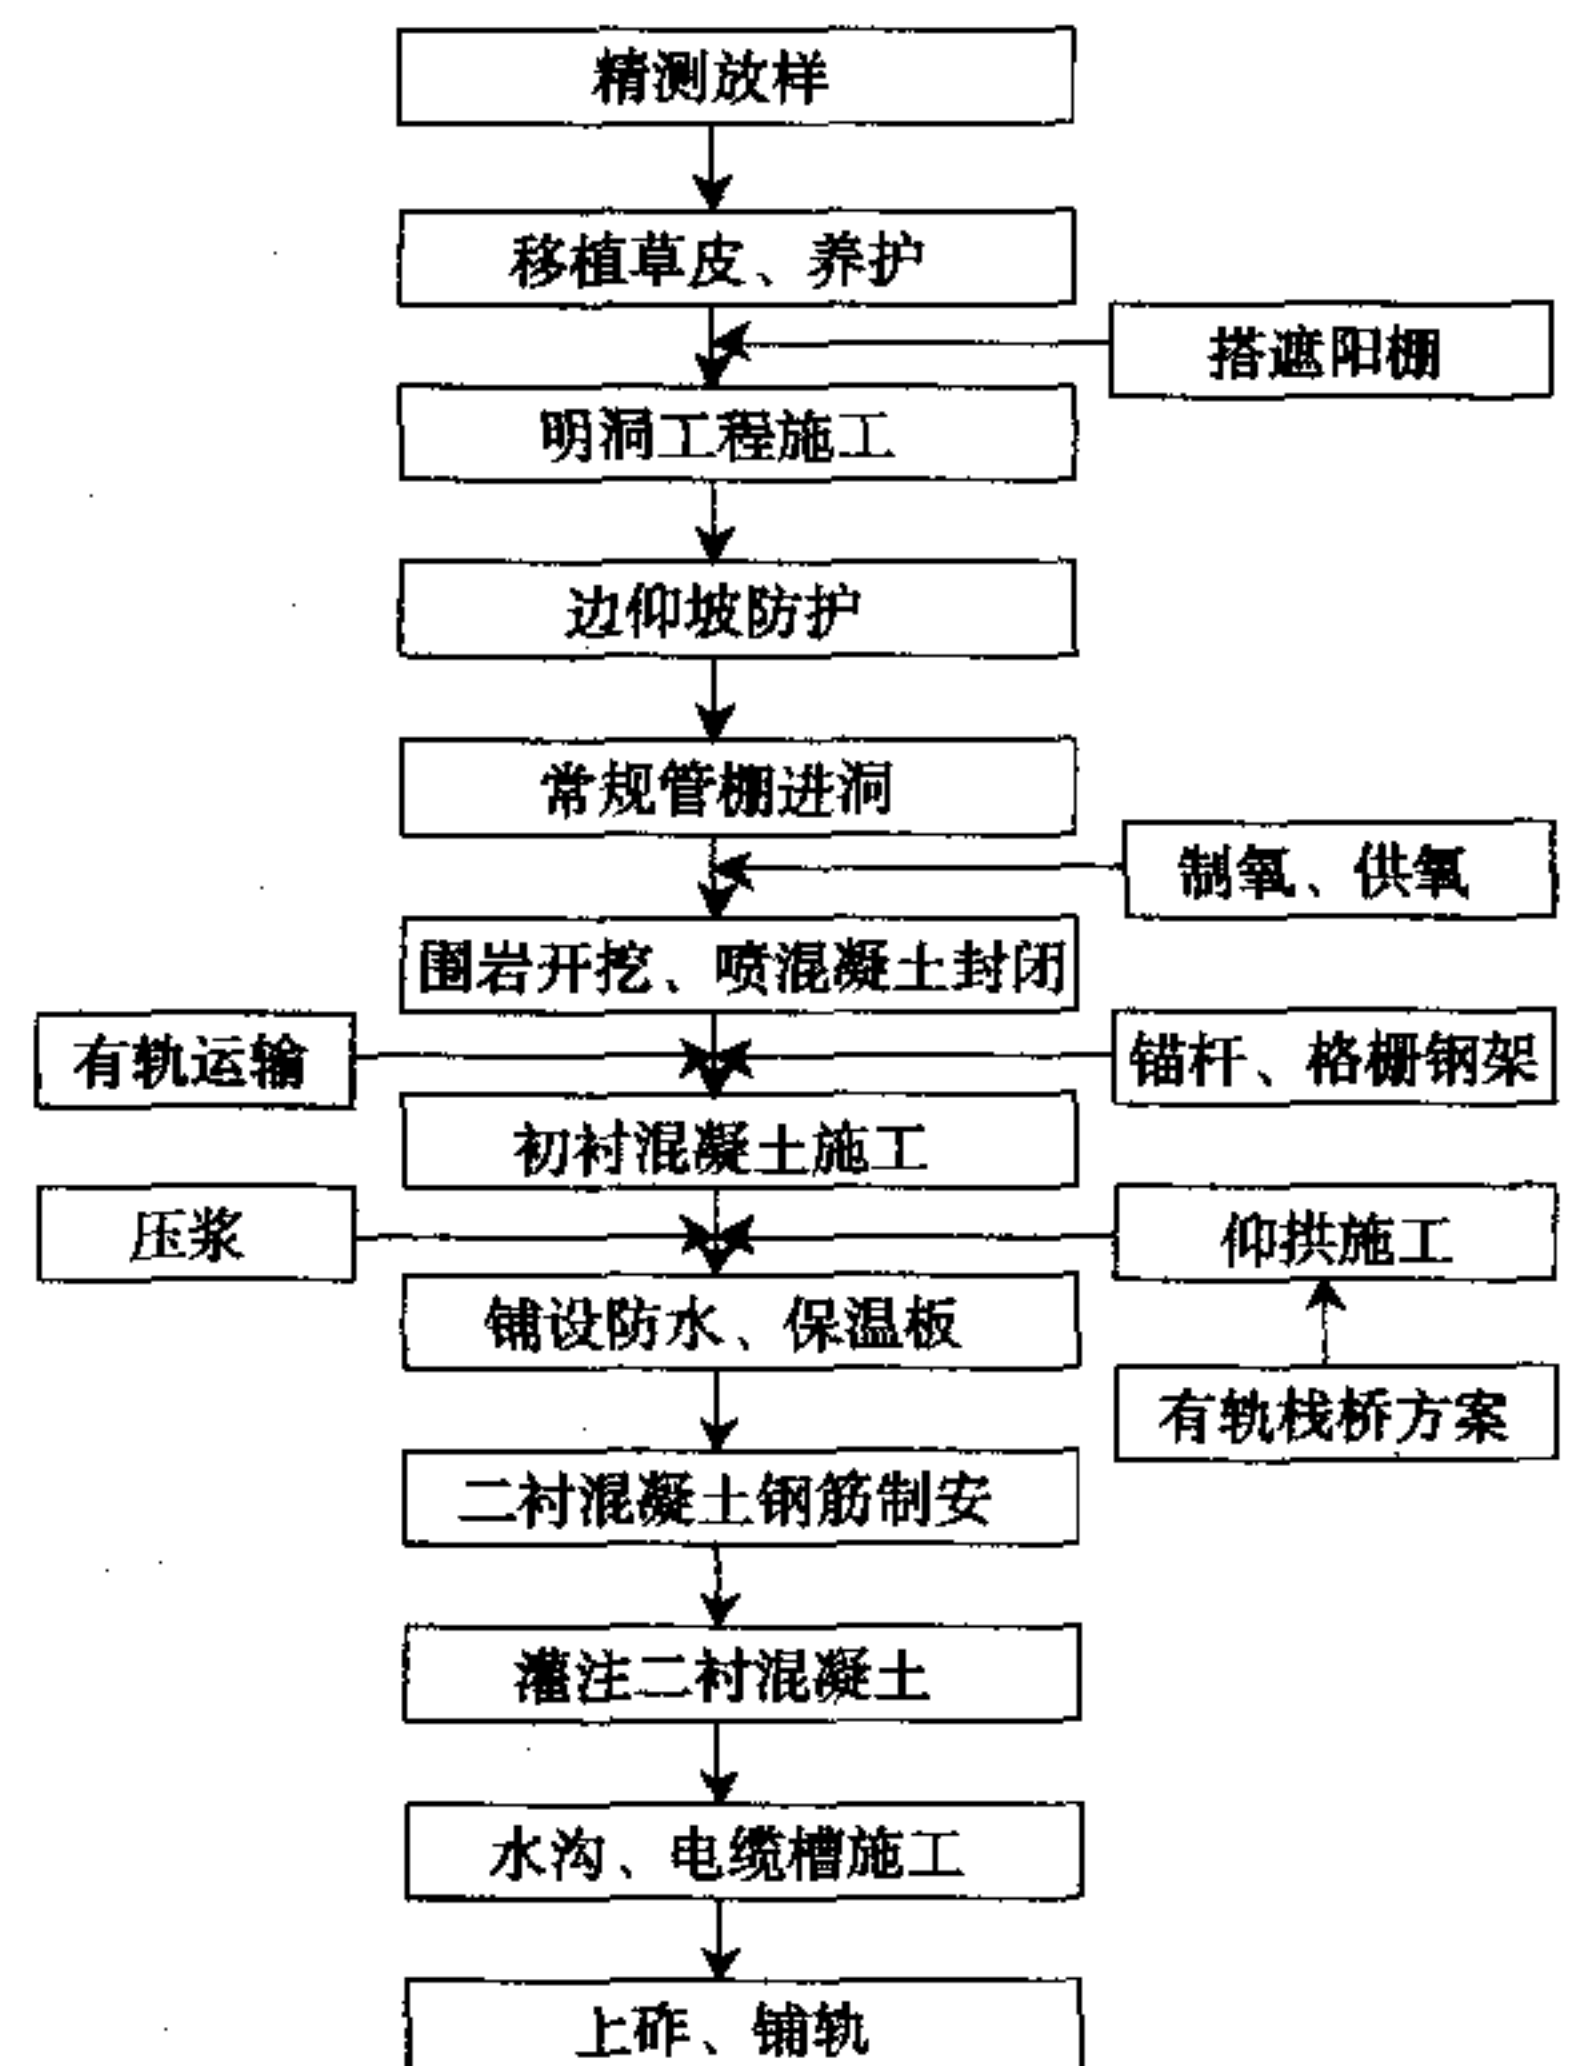 精测放样
移植草皮、养护
搭遮阳棚
明洞工程施工
边仰坡防护
常规管棚进洞
制氧、供氧
围岩开挖、喷混凝土封闭
有轨运输
锚杆、格栅钢架
初衬混凝土施工
压浆
仰拱施工
铺设防水、保温板
有轨栈桥方案
二衬混凝土钢筋制安
灌注二衬混凝土
水沟、电缆槽施工
上砟、铺轨